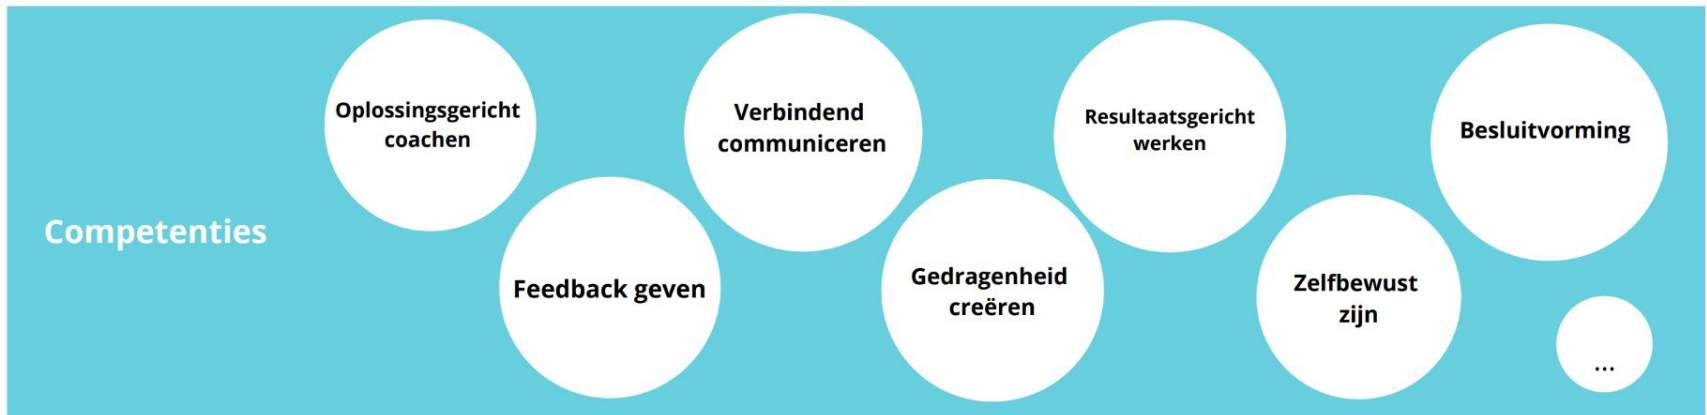 Competenties
Oplossingsgericht
coachen
Feedback geven
Verbindend
communiceren
Gedragenheid
creëren
Resultaatsgericht
werken
Zelfbewust
zijn
Besluitvorming
...